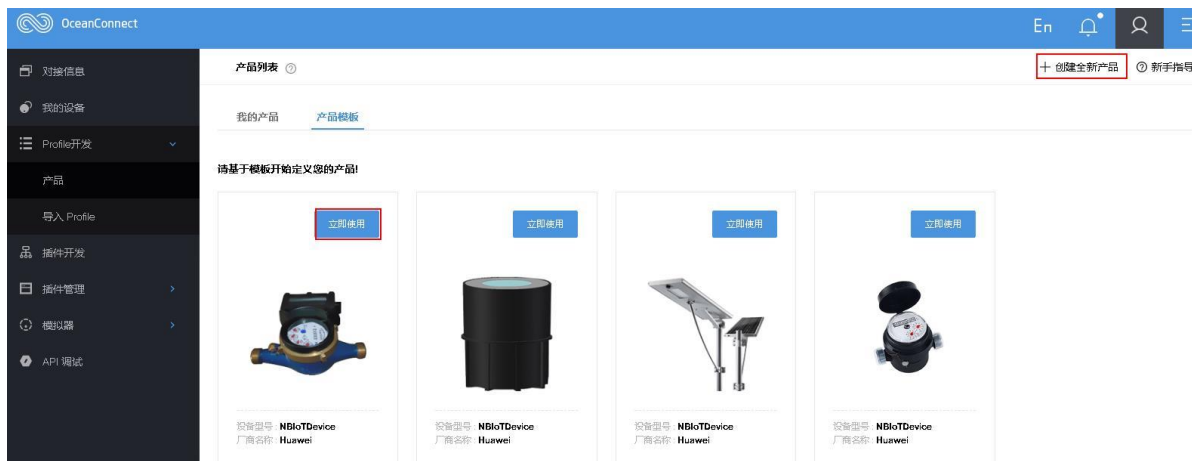 OceanConnect
En
对接信息
我的设备
Profile开发
产品
导入 Profile
插件开发
插件管理
模拟器
API 调试
产品列表
创建全新产品
新手指导
我的产品 产品模板
请基于模板开始定义您的产品!
立即使用 立即使用 立即使用 立即使用
设备型号 : NBIoTDevice 设备型号 : NBIoTDevice 设备型号 : NBIoTDevice 设备型号 : NBIoTDevice
厂商名称 : Huawei 厂商名称 : Huawei 厂商名称 : Huawei 厂商名称 : Huawei